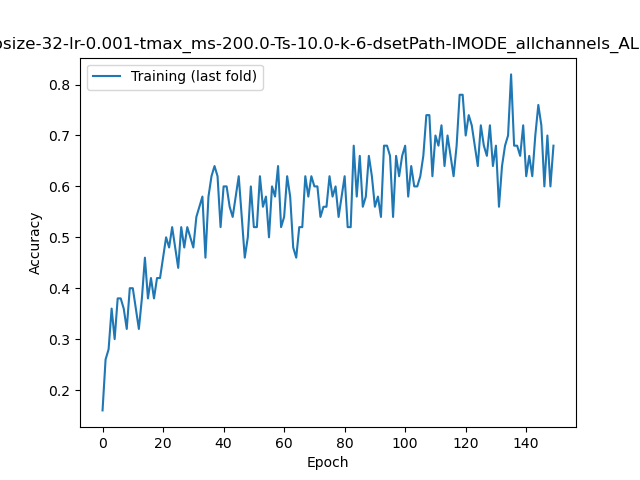 osize-32-lr-0.001-tmax_ms-200.0-Ts-10.0-k-6-dsetPath-IMODE_allchannels_AL
Training (last fold)
0.8
0.7
0.6
0.5
0.4
0.3
0.2
Accuracy
0 20 40 60 80 100 120 140
Epoch